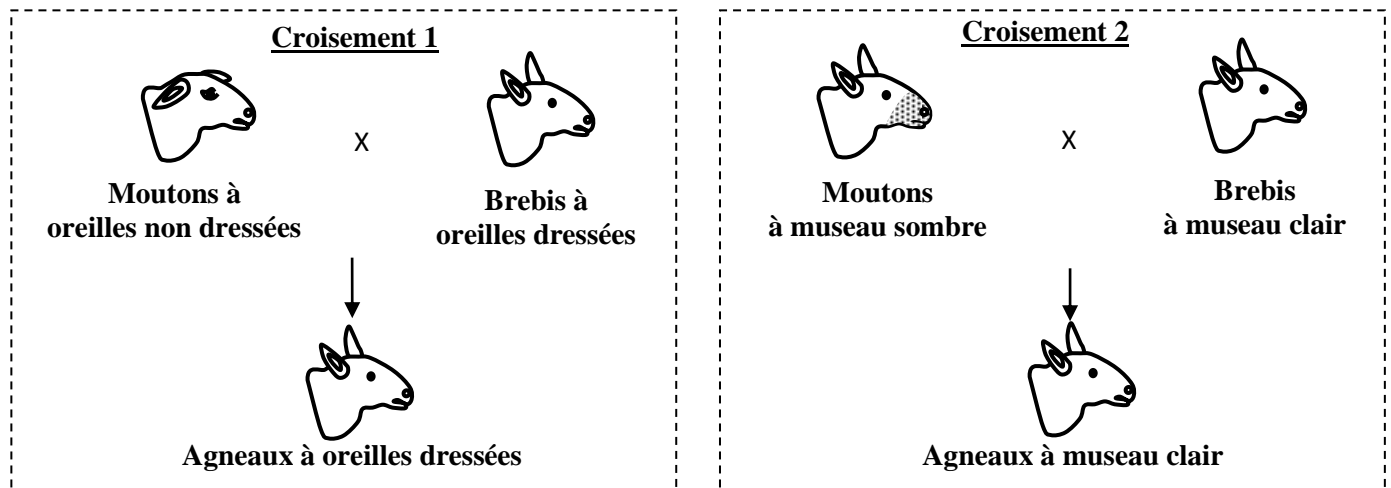 Croisement 1
X
Moutons à
oreilles non dressées
Brebis à
oreilles dressées
Agneaux à oreilles dressées
Croisement 2
X
Moutons
à museau sombre
Brebis
à museau clair
Agneaux à museau clair